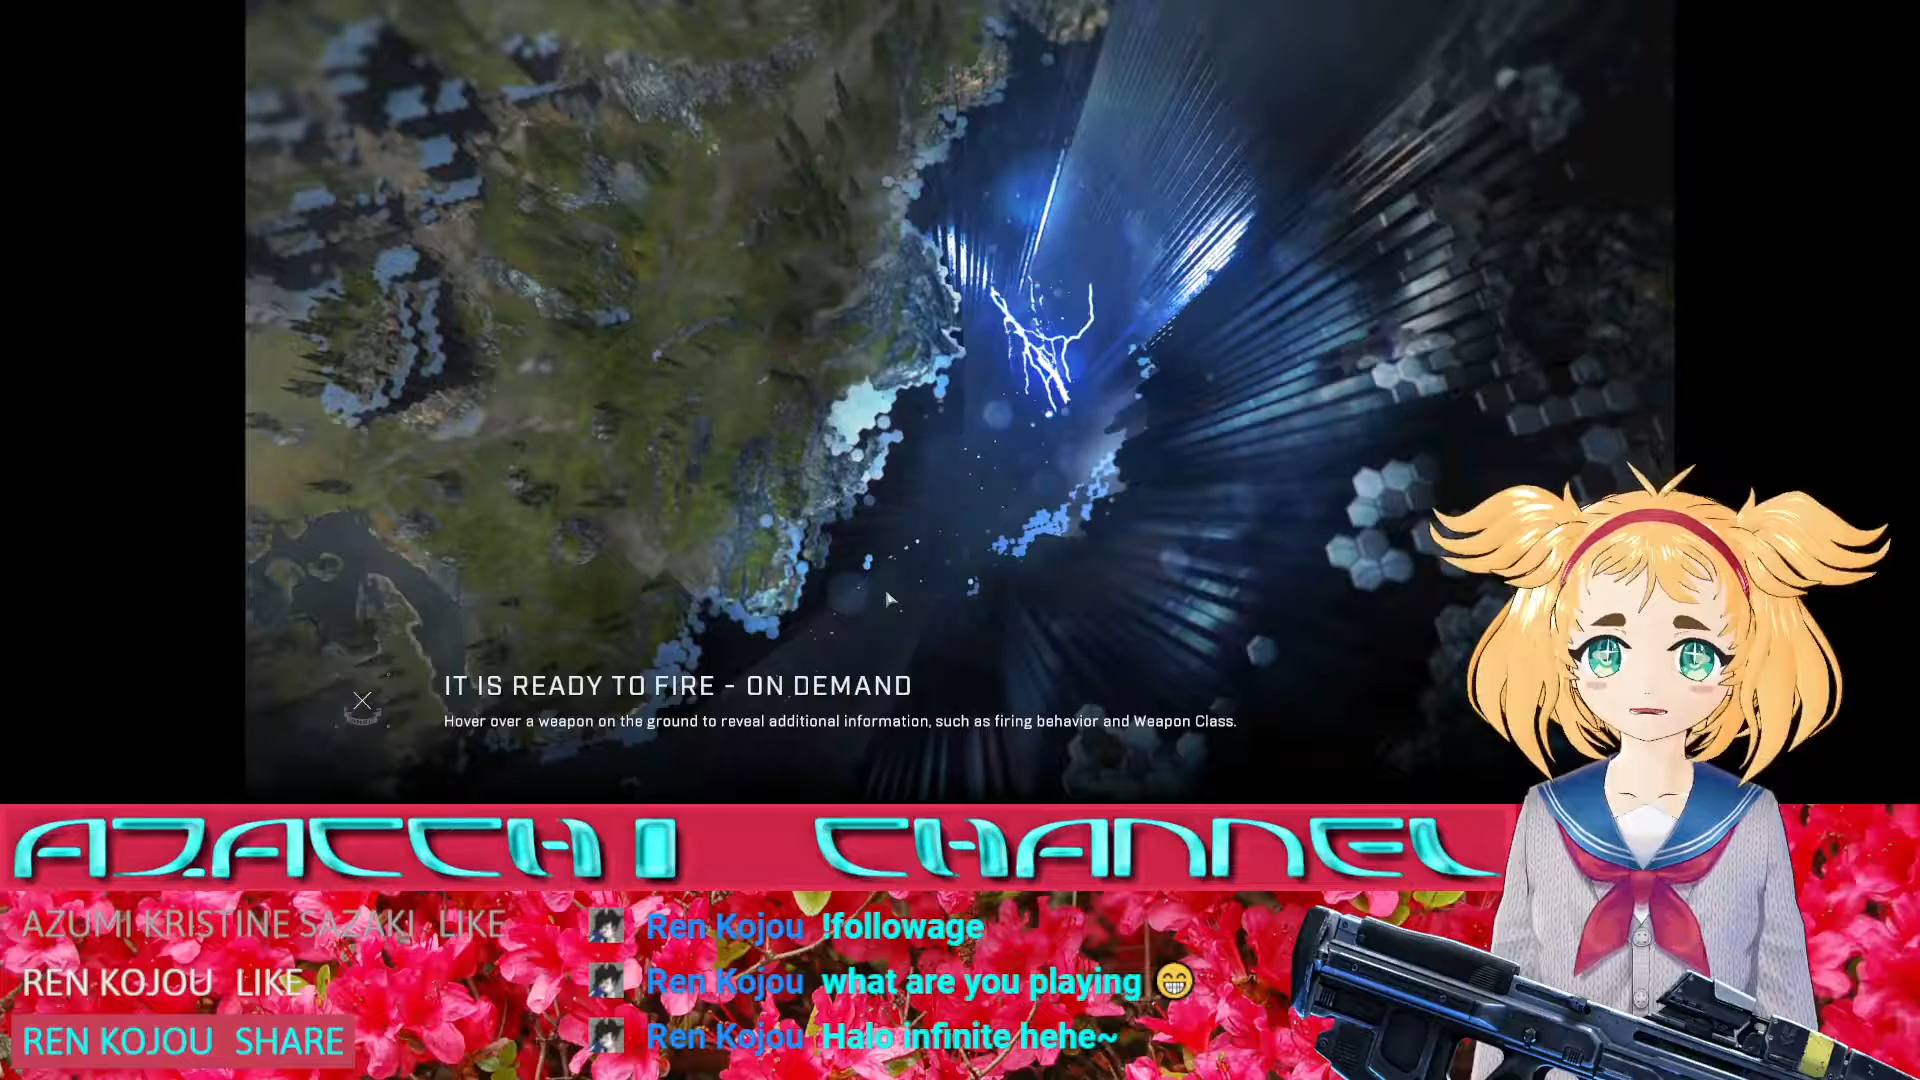 IT IS READY TO FIRE - ON DEMAND
Hover over a weapon on the ground to reveal additional information, such as firing behavior and Weapon Class.
AZACCHI CHANNEL
AZUMI KRISTINE SAZAKI LIKE
REN KOJOU LIKE
REN KOJOU SHARE
Ren Kojou !followage
Ren Kojou what are you playing 😁
Ren Kojou Halo infinite hehe~